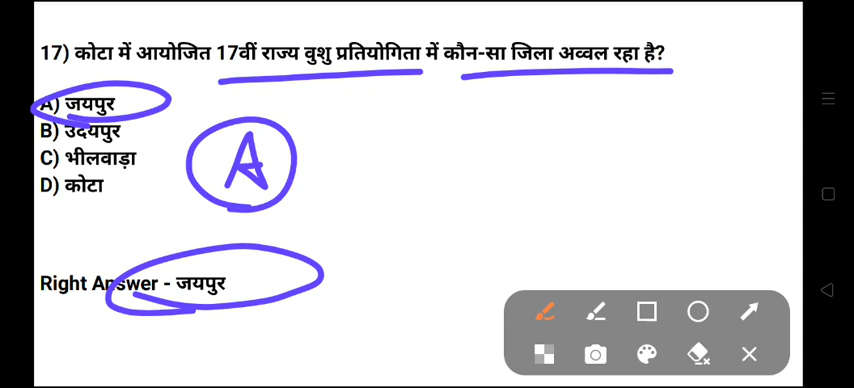 17) कोटा में आयोजित 17वीं राज्य वुशु प्रतियोगिता में कौन-सा जिला अव्वल रहा है?
A) जयपुर
B) उदयपुर
C) भीलवाड़ा
D) कोटा
A
Right Answer - जयपुर